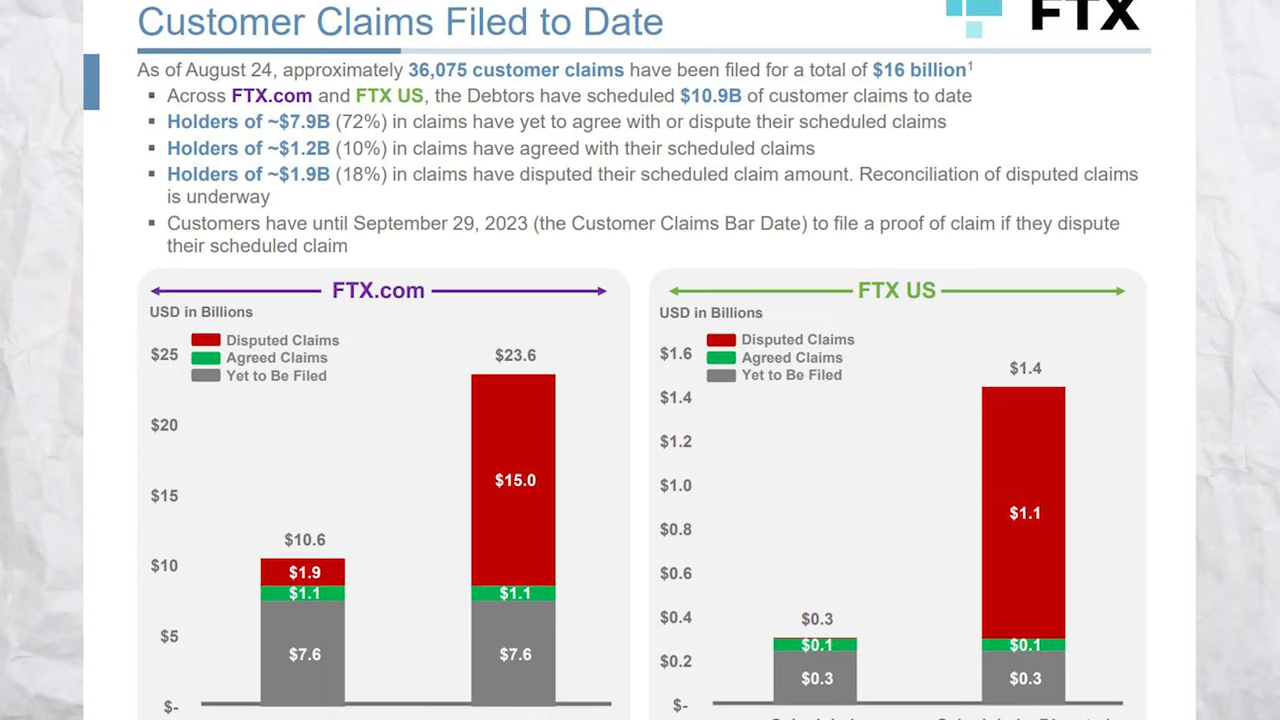 Customer Claims Filed to Date
FTX
As of August 24, approximately 36,075 customer claims have been filed for a total of $16 billion¹
▪ Across FTX.com and FTX US, the Debtors have scheduled $10.9B of customer claims to date
▪ Holders of ~$7.9B (72%) in claims have yet to agree with or dispute their scheduled claims
▪ Holders of ~$1.2B (10%) in claims have agreed with their scheduled claims
▪ Holders of ~$1.9B (18%) in claims have disputed their scheduled claim amount. Reconciliation of disputed claims
is underway
▪ Customers have until September 29, 2023 (the Customer Claims Bar Date) to file a proof of claim if they dispute
their scheduled claim
FTX.com
USD in Billions
Disputed Claims
Agreed Claims
Yet to Be Filed
$25
$20
$15
$10
$5
$-
$10.6
$1.9
$1.1
$7.6
$23.6
$15.0
$1.1
$7.6
FTX US
USD in Billions
Disputed Claims
Agreed Claims
Yet to Be Filed
$1.6
$1.4
$1.2
$1.0
$0.8
$0.6
$0.4
$0.2
$-
$0.3
$0.1
$0.3
$1.4
$1.1
$0.1
$0.3